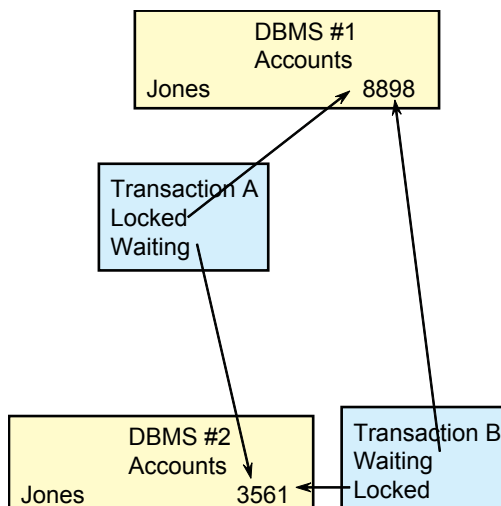 DBMS #1
Accounts
Jones 8898
Transaction A
Locked
Waiting
DBMS #2
Accounts
Jones 3561
Transaction B
Waiting
Locked